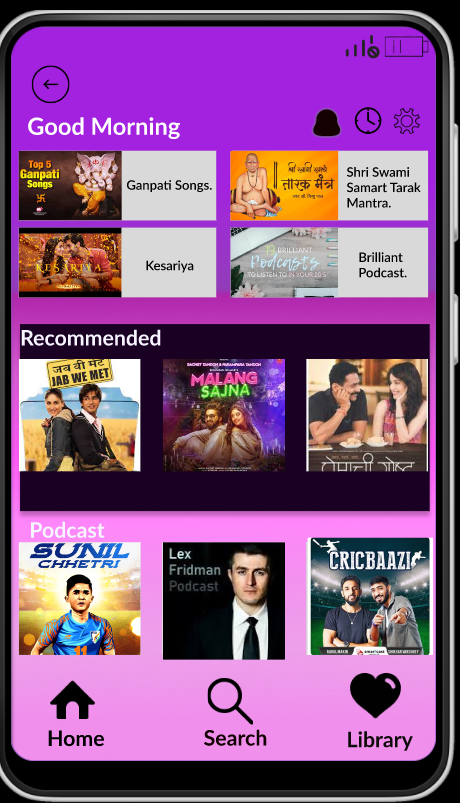 Good Morning
Top 5
Ganpati
Songs
Ganpati Songs.
श्री स्वामी समर्थ
तारक मंत्र
Shri Swami
Samart Tarak
Mantra.
KESARIYA
Kesariya
BRILLIANT
Podcasts
TO LISTEN TO IN YOUR 20'S
Brilliant
Podcast.
Recommended
जब वी मेट
JAB WE MET
SACHET TANDON & PARAMPARA TANDON
MALANG
SAJNA
प्रेमाची गोष्ट
Podcast
SUNIL
CHHETRI
11
Lex
Fridman
Podcast
CRICBAAZI
Home
Search
Library